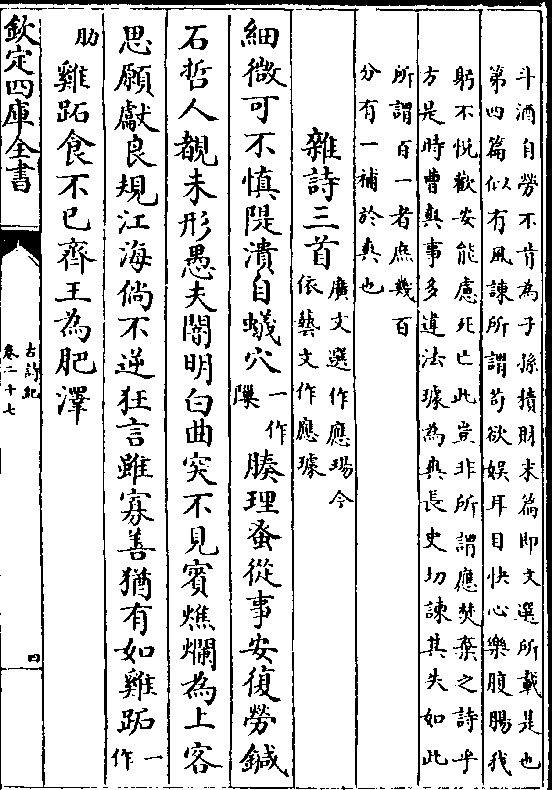 斗酒自勞不肯為子孫積財末篇即文選所載是也
第四篇似有風諫所謂茍欲娱耳目快心樂腹腸我
躬不悦歡安能慮死亡此豈非所謂應焚棄之詩乎
方是時曹爽事多違法璩為爽長史切諫其失如此
所謂百一者庶幾百
分有一補於爽也
雜詩三首廣文選作應瑒今
依藝文作應璩
細微可不慎隄潰自蟻穴一作
隟腠理蚤從事安復勞鍼
石哲人覩未形愚夫闇明白曲突不見賔燋爛為上客
思願獻良規江海倘不逆狂言雖寡善猶有如雞跖一作
肋雞跖食不已齊王為肥澤
欽定四庫全書
古詩紀
卷二十七
四